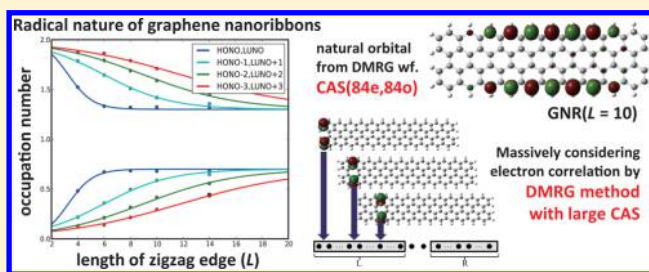 Radical nature of graphene nanoribbons
2.0
1.5
1.0
0.5
0.0
2 4 6 8 10 12 14 16 18 20
occupation number
length of zigzag edge (L)
HONO,LUNO
HONO-1,LUNO+1
HONO-2,LUNO+2
HONO-3,LUNO+3
natural orbital
from DMRG wf.
CAS(84e,84o)
GNR(L = 10)
Massively considering
electron correlation by
DMRG method
with large CAS
L
R